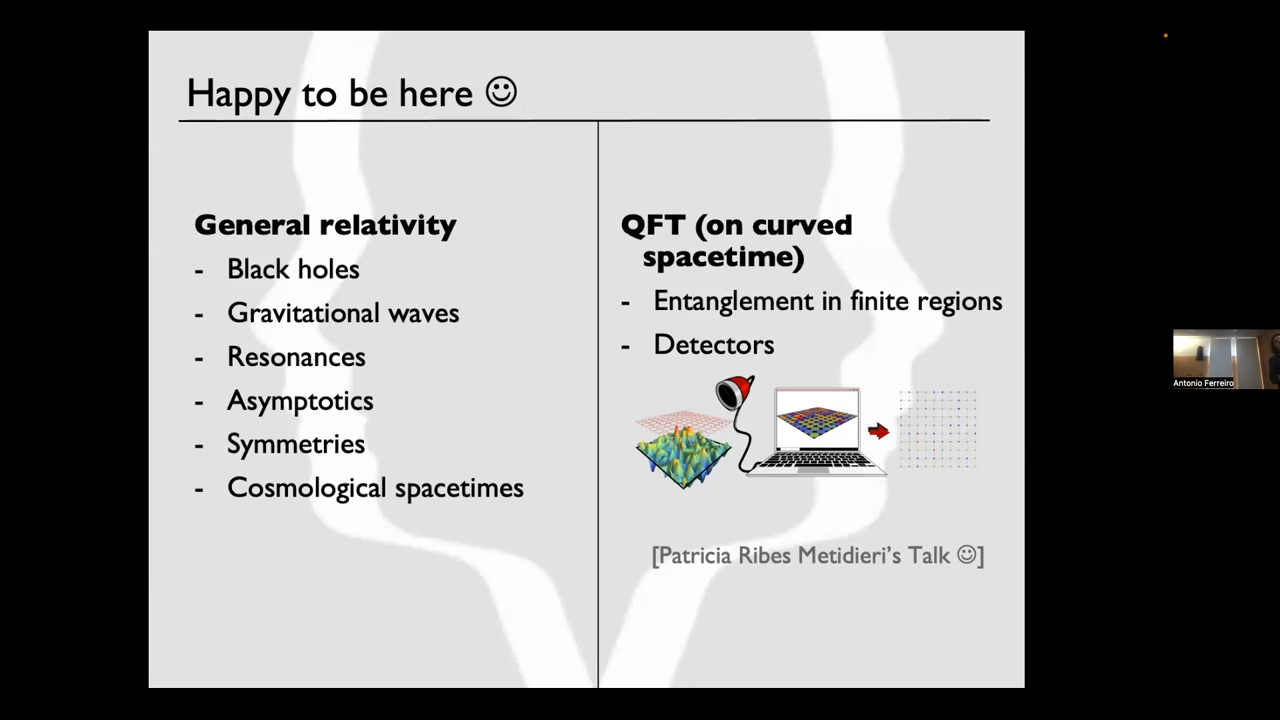 Happy to be here ☺
General relativity
- Black holes
- Gravitational waves
- Resonances
- Asymptotics
- Symmetries
- Cosmological spacetimes
QFT (on curved
spacetime)
- Entanglement in finite regions
- Detectors
[Patricia Ribes Metidieri’s Talk ☺]
Antonio Ferreiro